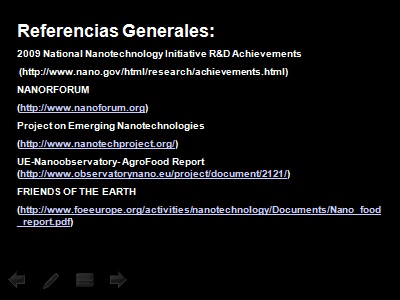 Referencias Generales:
2009 National Nanotechnology Initiative R&D Achievements
(http://www.nano.gov/html/research/achievements.html)
NANORFORUM
(http://www.nanoforum.org)
Project on Emerging Nanotechnologies
(http://www.nanotechproject.org/)
UE-Nanoobservatory- AgroFood Report
(http://www.observatorynano.eu/project/document/2121/)
FRIENDS OF THE EARTH
(http://www.foeeurope.org/activities/nanotechnology/Documents/Nano_food
_report.pdf)